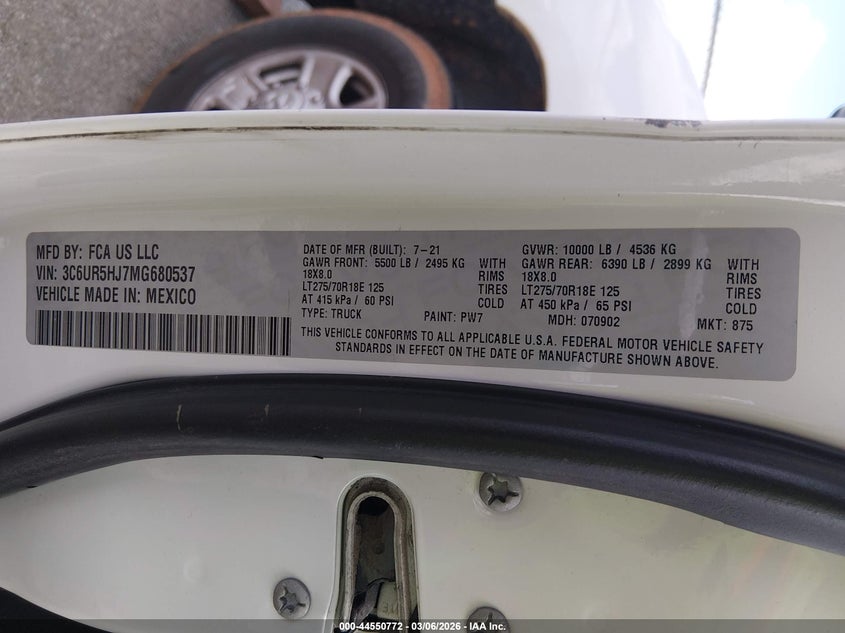 MFD BY: FCA US LLC
VIN: 3C6UR5HJ7MG680537
VEHICLE MADE IN: MEXICO
DATE OF MFR (BUILT): 7-21
GAWR FRONT: 5500 LB / 2495 KG WITH
18X8.0 RIMS
LT275/70R18E 125 TIRES
AT 415 kPa / 60 PSI COLD
TYPE: TRUCK PAINT: PW7
GVWR: 10000 LB / 4536 KG
GAWR REAR: 6390 LB / 2899 KG WITH
18X8.0 RIMS
LT275/70R18E 125 TIRES
AT 450 kPa / 65 PSI COLD
MDH: 070902 MKT: 875
THIS VEHICLE CONFORMS TO ALL APPLICABLE U.S.A. FEDERAL MOTOR VEHICLE SAFETY
STANDARDS IN EFFECT ON THE DATE OF MANUFACTURE SHOWN ABOVE.
000-44550772 - 03/06/2026 - IAA Inc.